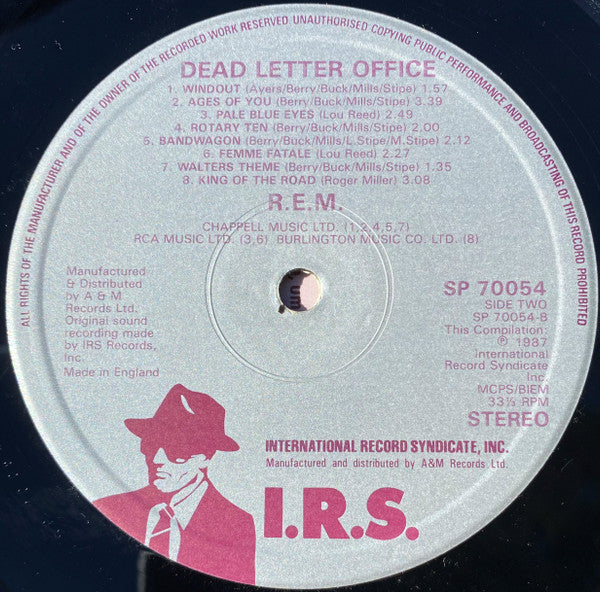 ALL RIGHTS OF THE MANUFACTURER AND OF THE OWNER OF THE RECORDED WORK RESERVED UNAUTHORISED COPYING PUBLIC PERFORMANCE AND BROADCASTING OF THIS RECORD PROHIBITED
DEAD LETTER OFFICE
1. WINDOUT (Ayers/Berry/Buck/Mills/Stipe) 1.57
2. AGES OF YOU (Berry/Buck/Mills/Stipe) 3.39
3. PALE BLUE EYES (Lou Reed) 2.49
4. ROTARY TEN (Berry/Buck/Mills/Stipe) 2.00
5. BANDWAGON (Berry/Buck/Mills/L.Stipe/M.Stipe) 2.12
6. FEMME FATALE (Lou Reed) 2.27
7. WALTERS THEME (Berry/Buck/Mills/Stipe) 1.35
8. KING OF THE ROAD (Roger Miller) 3.08
R.E.M.
CHAPPELL MUSIC LTD. (1,2,4,5,7)
RCA MUSIC LTD. (3,6) BURLINGTON MUSIC CO. LTD. (8)
Manufactured
& Distributed
by A & M
Records Ltd.
Original sound
recording made
by IRS Records,
Inc.
Made in England
SP 70054
SIDE TWO
SP 70054-B
This Compilation:
℗ 1987
International
Record Syndicate
Inc.
MCPS/BIEM
33⅓ RPM
STEREO
INTERNATIONAL RECORD SYNDICATE, INC.
Manufactured and distributed by A&M Records Ltd.
I.R.S.